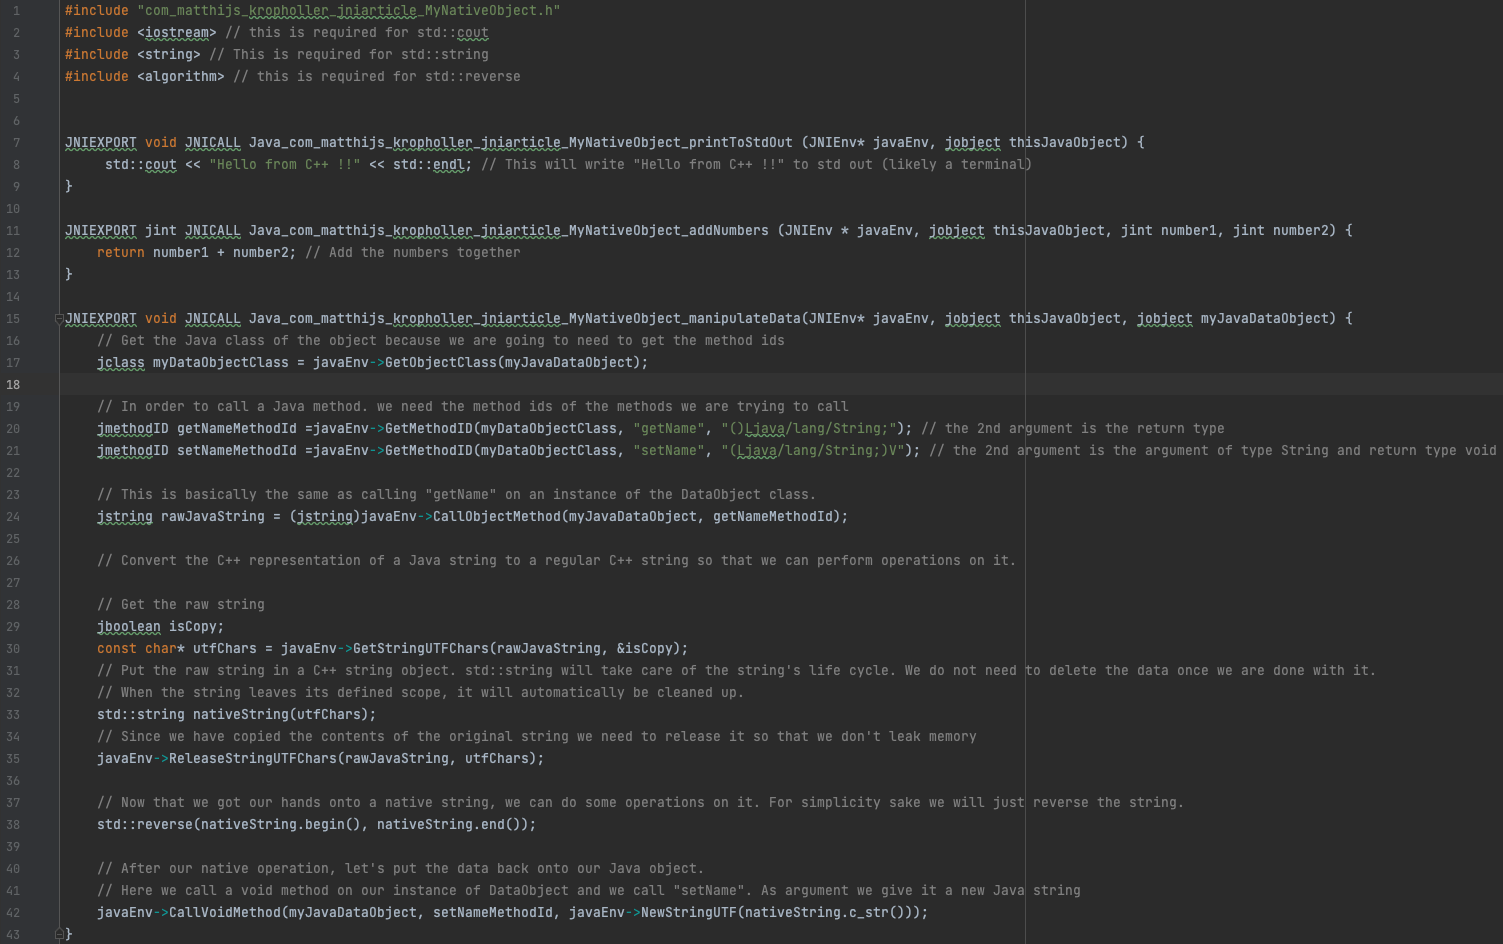 1 #include "com_matthijs_kropholler_jniarticle_MyNativeObject.h"
2 #include <iostream> // this is required for std::cout
3 #include <string> // This is required for std::string
4 #include <algorithm> // this is required for std::reverse
5
6
7 JNIEXPORT void JNICALL Java_com_matthijs_kropholler_jniarticle_MyNativeObject_printToStdOut (JNIEnv* javaEnv, jobject thisJavaObject) {
8 std::cout << "Hello from C++ !!" << std::endl; // This will write "Hello from C++ !!" to std out (likely a terminal)
9 }
10
11 JNIEXPORT jint JNICALL Java_com_matthijs_kropholler_jniarticle_MyNativeObject_addNumbers (JNIEnv * javaEnv, jobject thisJavaObject, jint number1, jint number2) {
12 return number1 + number2; // Add the numbers together
13 }
14
15 JNIEXPORT void JNICALL Java_com_matthijs_kropholler_jniarticle_MyNativeObject_manipulateData(JNIEnv* javaEnv, jobject thisJavaObject, jobject myJavaDataObject) {
16 // Get the Java class of the object because we are going to need to get the method ids
17 jclass myDataObjectClass = javaEnv->GetObjectClass(myJavaDataObject);
18
19 // In order to call a Java method. we need the method ids of the methods we are trying to call
20 jmethodID getNameMethodId =javaEnv->GetMethodID(myDataObjectClass, "getName", "()Ljava/lang/String;"); // the 2nd argument is the return type
21 jmethodID setNameMethodId =javaEnv->GetMethodID(myDataObjectClass, "setName", "(Ljava/lang/String;)V"); // the 2nd argument is the argument of type String and return type void
22
23 // This is basically the same as calling "getName" on an instance of the DataObject class.
24 jstring rawJavaString = (jstring)javaEnv->CallObjectMethod(myJavaDataObject, getNameMethodId);
25
26 // Convert the C++ representation of a Java string to a regular C++ string so that we can perform operations on it.
27
28 // Get the raw string
29 jboolean isCopy;
30 const char* utfChars = javaEnv->GetStringUTFChars(rawJavaString, &isCopy);
31 // Put the raw string in a C++ string object. std::string will take care of the string's life cycle. We do not need to delete the data once we are done with it.
32 // When the string leaves its defined scope, it will automatically be cleaned up.
33 std::string nativeString(utfChars);
34 // Since we have copied the contents of the original string we need to release it so that we don't leak memory
35 javaEnv->ReleaseStringUTFChars(rawJavaString, utfChars);
36
37 // Now that we got our hands onto a native string, we can do some operations on it. For simplicity sake we will just reverse the string.
38 std::reverse(nativeString.begin(), nativeString.end());
39
40 // After our native operation, let's put the data back onto our Java object.
41 // Here we call a void method on our instance of DataObject and we call "setName". As argument we give it a new Java string
42 javaEnv->CallVoidMethod(myJavaDataObject, setNameMethodId, javaEnv->NewStringUTF(nativeString.c_str()));
43 }